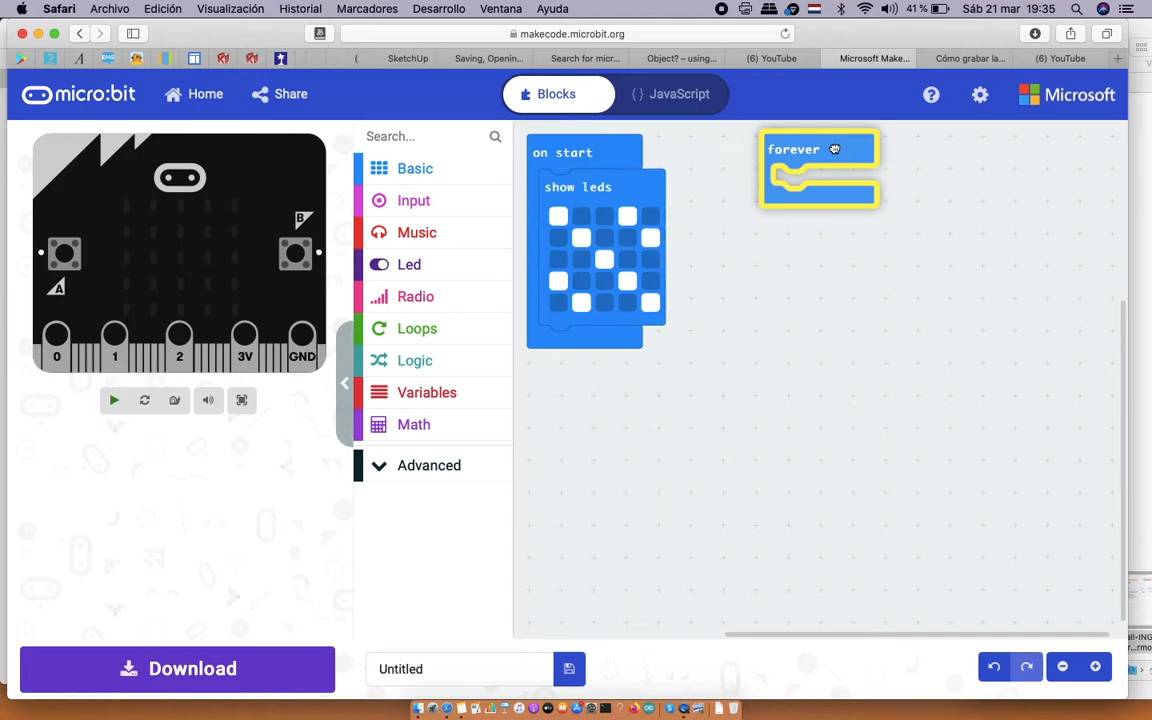 Safari Archivo Edición Visualización Historial Marcadores Desarrollo Ventana Ayuda 41 % Sáb 21 mar 19:35
makecode.microbit.org
SketchUp Saving, Openin... Search for micr... Object? – using... (6) YouTube Microsoft Make... Cómo grabar la... (6) YouTube
micro:bit Home Share Blocks {} JavaScript Microsoft
Search...
Basic
Input
Music
Led
Radio
Loops
Logic
Variables
Math
Advanced
on start
show leds
forever
A
B
0 1 2 3V GND
Download
Untitled